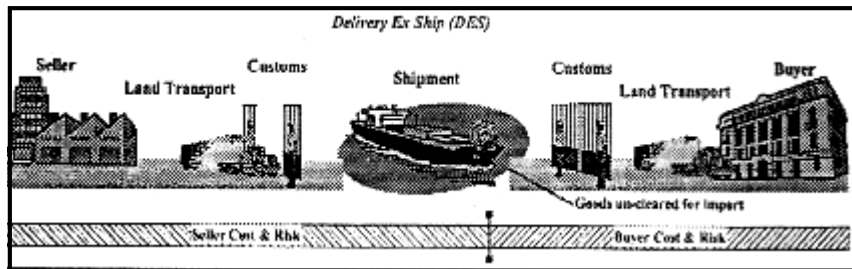 Delivery Ex Ship (DES)
Seller
Land Transport
Customs
Shipment
Customs
Land Transport
Buyer
Goods un-cleared for import
Seller Cost & Risk
Buyer Cost & Risk